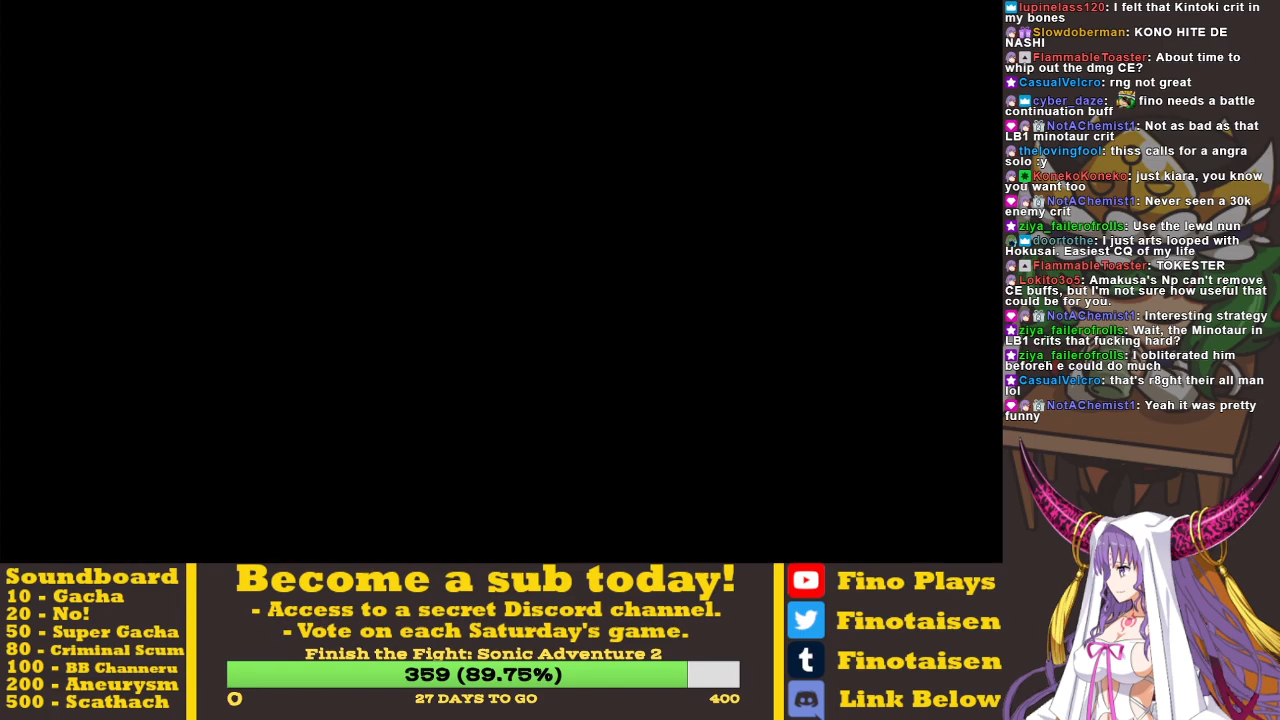 lupinelass120: I felt that Kintoki crit in
my bones
Slowdoberman: KONO HITE DE
NASHI
FlammableToaster: About time to
whip out the dmg CE?
CasualVelcro: rng not great
cyber_daze: fino needs a battle
continuation buff
NotAChemist1: Not as bad as that
LB1 minotaur crit
thelovingfool: thiss calls for a angra
solo :y
KonekoKoneko: just kiara, you know
you want too
NotAChemist1: Never seen a 30k
enemy crit
ziya_failerofrolls: Use the lewd nun
doortothe: I just arts looped with
Hokusai. Easiest CQ of my life
FlammableToaster: TOKESTER
Lokito3o5: Amakusa's Np can't remove
CE buffs, but I'm not sure how useful that
could be for you.
NotAChemist1: Interesting strategy
ziya_failerofrolls: Wait, the Minotaur in
LB1 crits that fucking hard?
ziya_failerofrolls: I obliterated him
beforeh e could do much
CasualVelcro: that's r8ght their all man
lol
NotAChemist1: Yeah it was pretty
funny
Soundboard
10 - Gacha
20 - No!
50 - Super Gacha
80 - Criminal Scum
100 - BB Channeru
200 - Aneurysm
500 - Scathach
Become a sub today!
- Access to a secret Discord channel.
- Vote on each Saturday's game.
Finish the Fight: Sonic Adventure 2
359 (89.75%)
0 27 DAYS TO GO 400
Fino Plays
Finotaisen
Finotaisen
Link Below